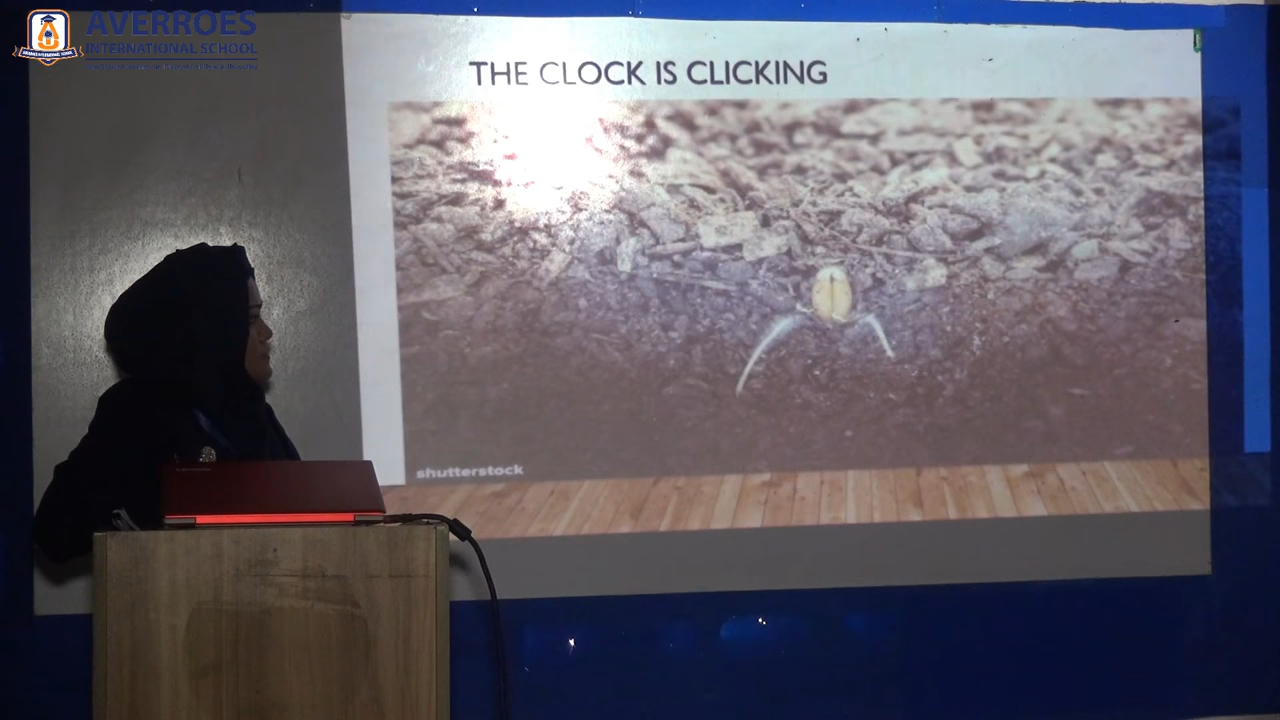 AVERROES
INTERNATIONAL SCHOOL
THE CLOCK IS CLICKING
shutterstock